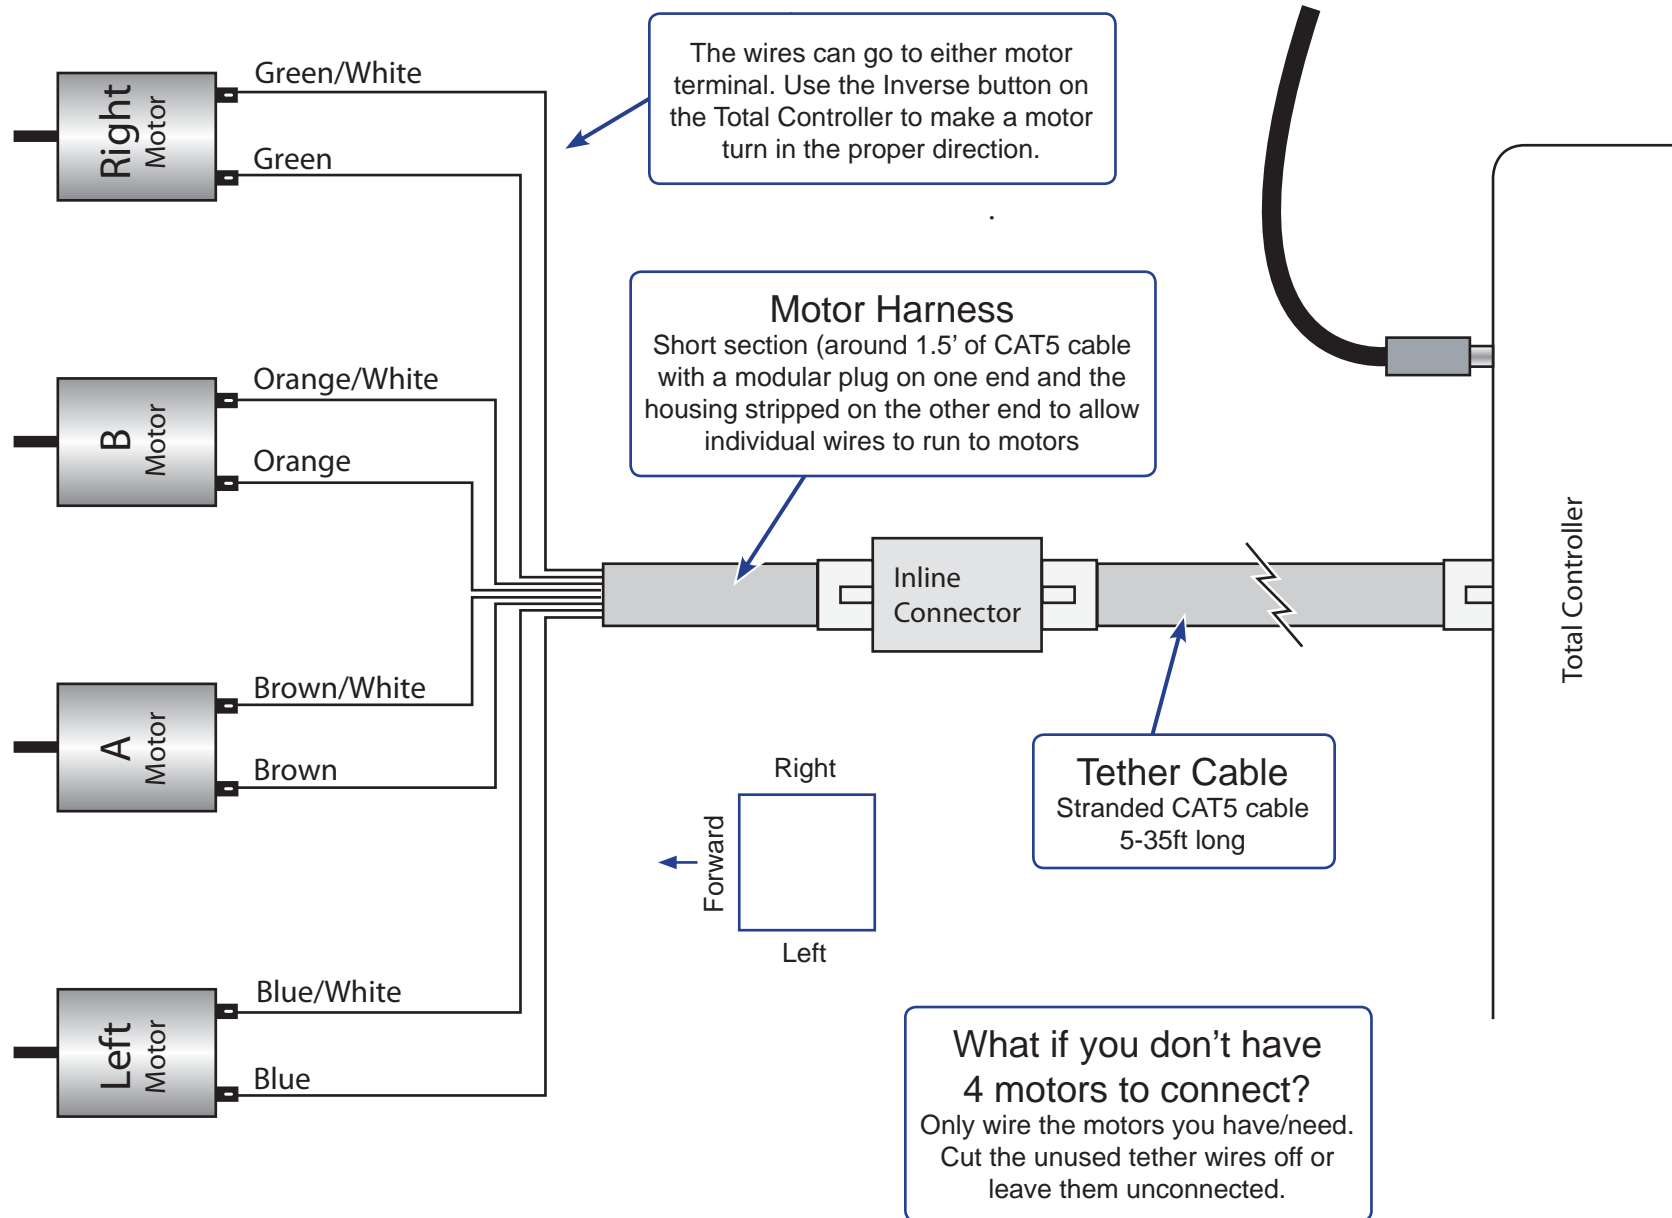 Green/White
Right
Motor
Green
The wires can go to either motor
terminal. Use the Inverse button on
the Total Controller to make a motor
turn in the proper direction.
.
Motor Harness
Short section (around 1.5’ of CAT5 cable
with a modular plug on one end and the
housing stripped on the other end to allow
individual wires to run to motors
Orange/White
B
Motor
Orange
Inline
Connector
Total Controller
Brown/White
A
Motor
Brown
Tether Cable
Stranded CAT5 cable
5-35ft long
Right
Forward
Left
Blue/White
Left
Motor
Blue
What if you don’t have
4 motors to connect?
Only wire the motors you have/need.
Cut the unused tether wires off or
leave them unconnected.